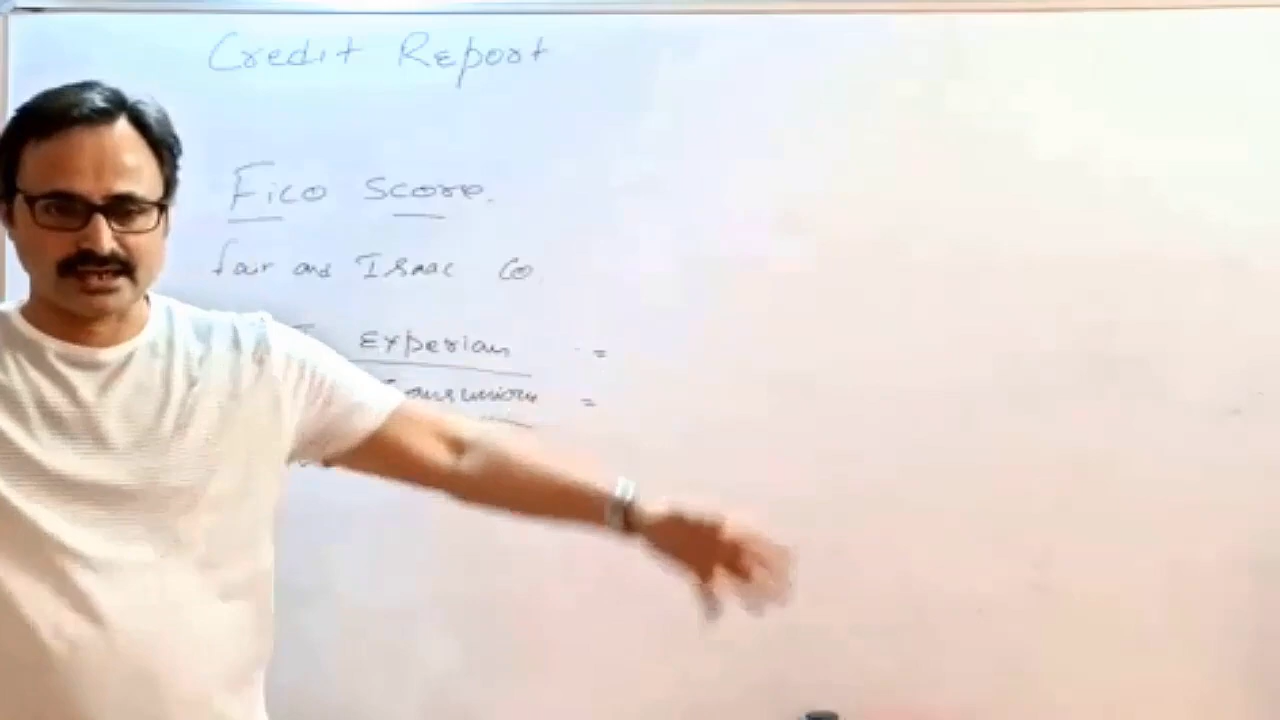 Credit Report
Fico Score.
fair and Isaac Co.
Experian =
=